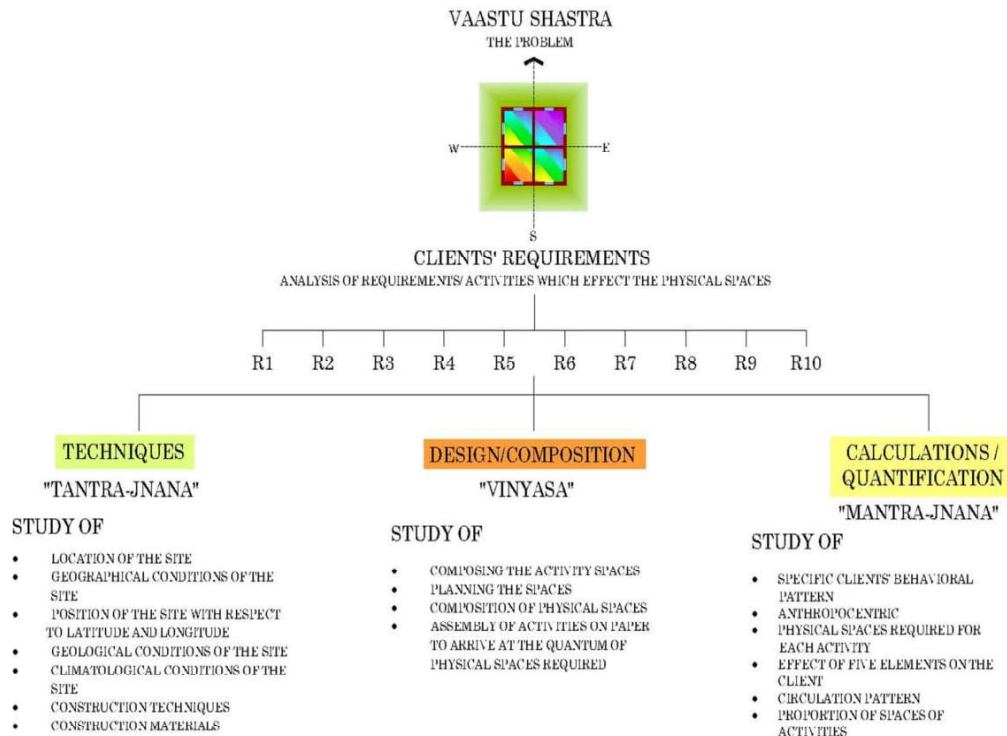 VAASTU SHASTRA
THE PROBLEM
W
E
S
CLIENTS' REQUIREMENTS
ANALYSIS OF REQUIREMENTS/ ACTIVITIES WHICH EFFECT THE PHYSICAL SPACES
R1 R2 R3 R4 R5 R6 R7 R8 R9 R10
TECHNIQUES
"TANTRA-JNANA"
STUDY OF
• LOCATION OF THE SITE
• GEOGRAPHICAL CONDITIONS OF THE
SITE
• POSITION OF THE SITE WITH RESPECT
TO LATITUDE AND LONGITUDE
• GEOLOGICAL CONDITIONS OF THE SITE
• CLIMATOLOGICAL CONDITIONS OF THE
SITE
• CONSTRUCTION TECHNIQUES
• CONSTRUCTION MATERIALS
DESIGN/COMPOSITION
"VINYASA"
STUDY OF
• COMPOSING THE ACTIVITY SPACES
• PLANNING THE SPACES
• COMPOSITION OF PHYSICAL SPACES
• ASSEMBLY OF ACTIVITIES ON PAPER
TO ARRIVE AT THE QUANTUM OF
PHYSICAL SPACES REQUIRED
CALCULATIONS /
QUANTIFICATION
"MANTRA-JNANA"
STUDY OF
• SPECIFIC CLIENTS' BEHAVIORAL
PATTERN
• ANTHROPOCENTRIC
• PHYSICAL SPACES REQUIRED FOR
EACH ACTIVITY
• EFFECT OF FIVE ELEMENTS ON THE
CLIENT
• CIRCULATION PATTERN
• PROPORTION OF SPACES OF
ACTIVITIES